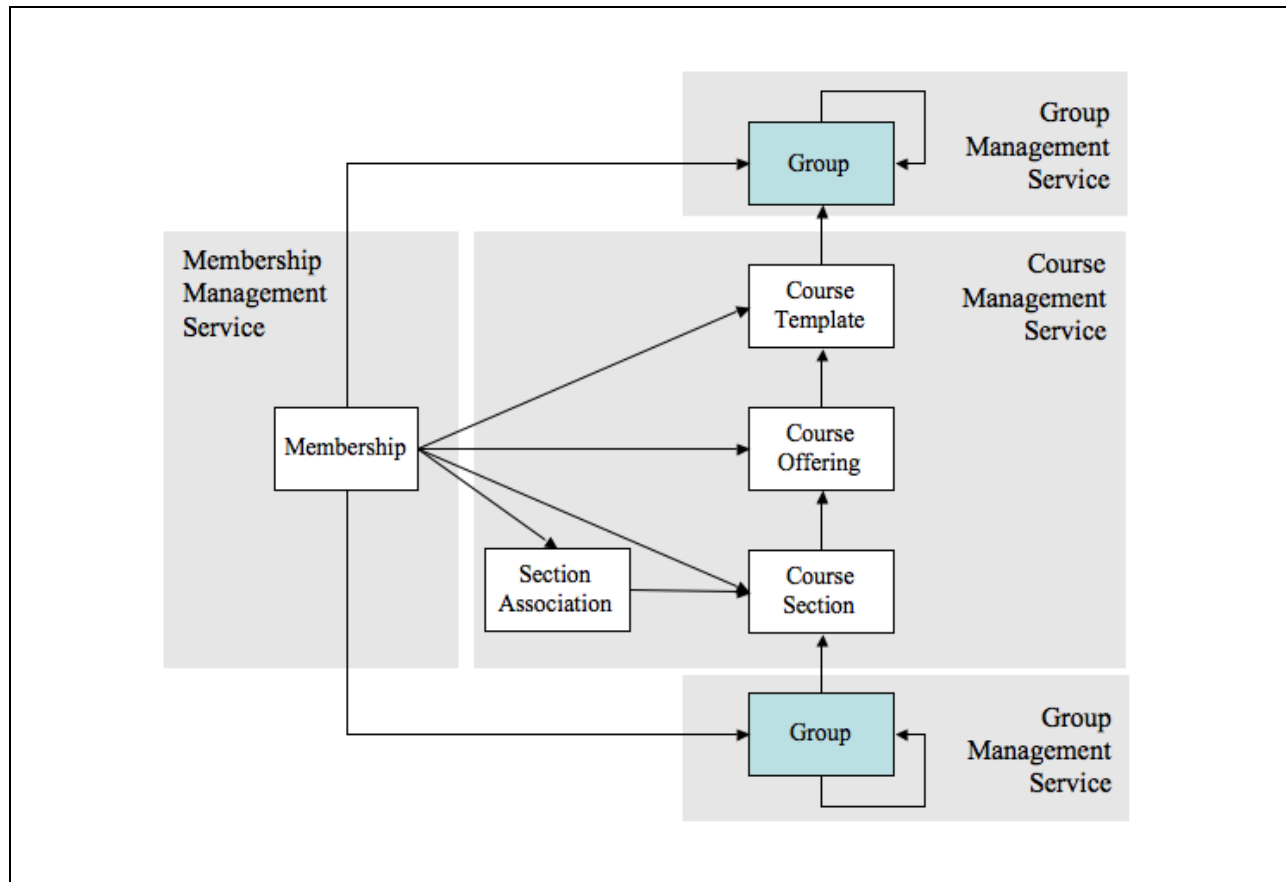 Group
Management
Service
Group
Membership
Management
Service
Course
Management
Service
Course
Template
Membership
Course
Offering
Section
Association
Course
Section
Group
Group
Management
Service